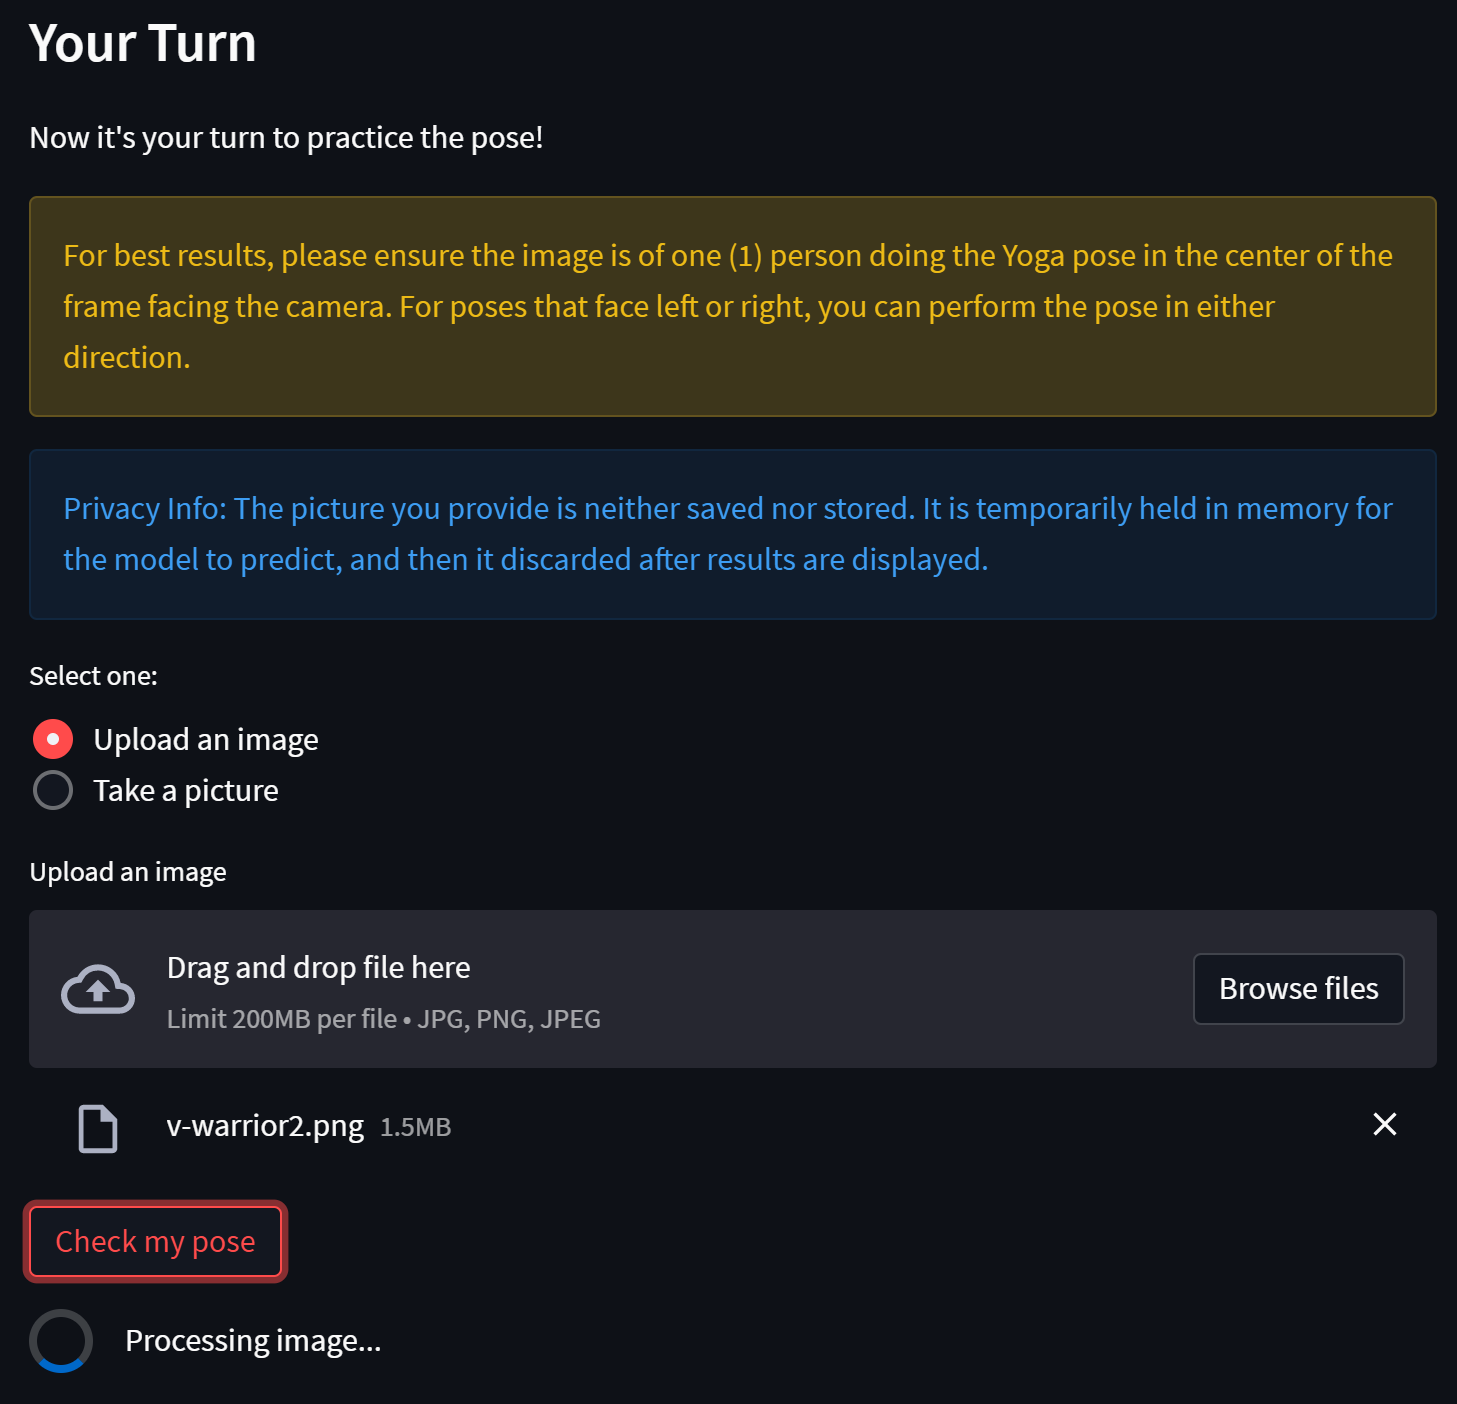 Your Turn
Now it's your turn to practice the pose!
For best results, please ensure the image is of one (1) person doing the Yoga pose in the center of the
frame facing the camera. For poses that face left or right, you can perform the pose in either
direction.
Privacy Info: The picture you provide is neither saved nor stored. It is temporarily held in memory for
the model to predict, and then it discarded after results are displayed.
Select one:
Upload an image
Take a picture
Upload an image
Drag and drop file here
Limit 200MB per file • JPG, PNG, JPEG
Browse files
v-warrior2.png 1.5MB
Check my pose
Processing image...